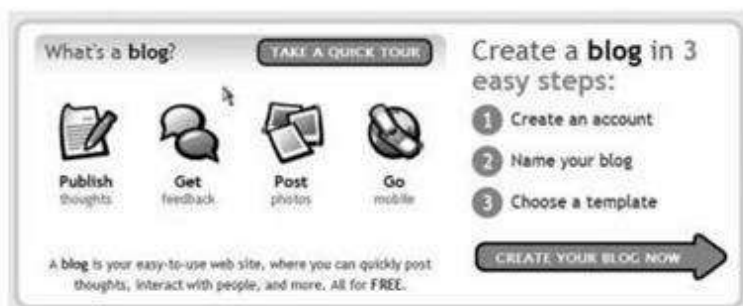 What's a blog?
TAKE A QUICK TOUR
Publish
thoughts
Get
feedback
Post
photos
Go
mobile
A blog is your easy-to-use web site, where you can quickly post
thoughts, interact with people, and more. All for FREE.
Create a blog in 3
easy steps:
1 Create an account
2 Name your blog
3 Choose a template
CREATE YOUR BLOG NOW